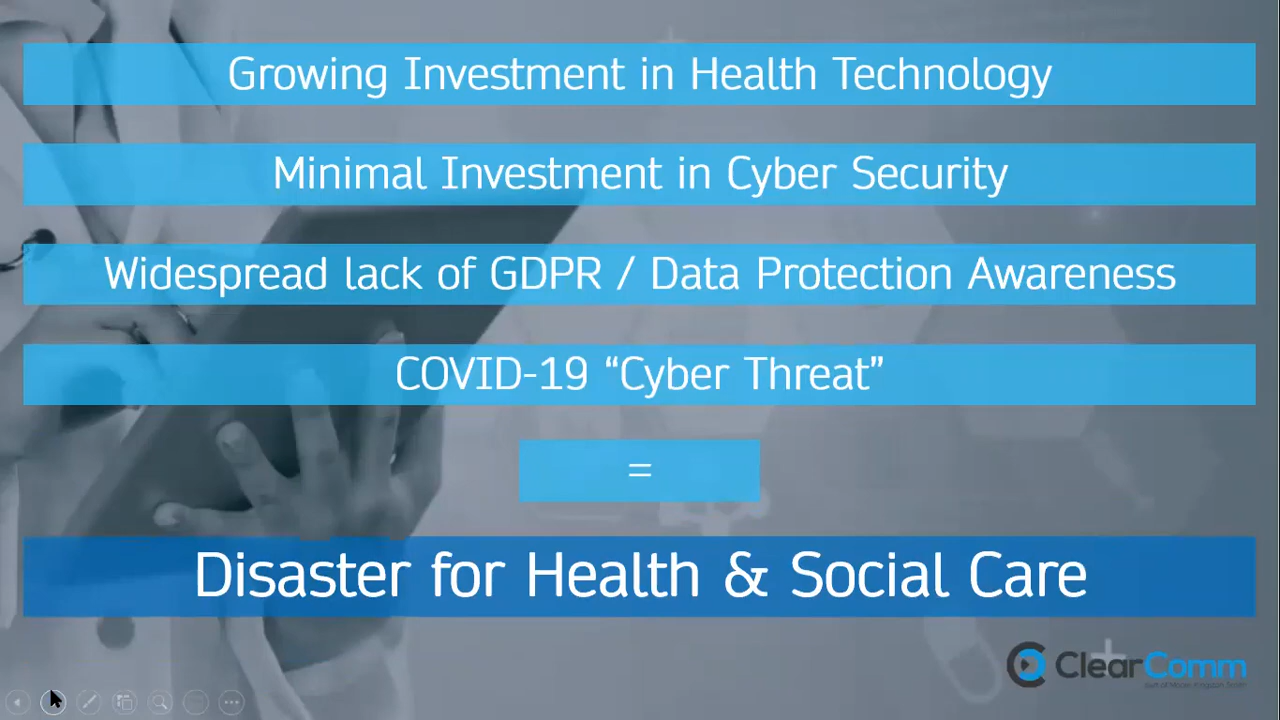 Growing Investment in Health Technology
Minimal Investment in Cyber Security
Widespread lack of GDPR / Data Protection Awareness
COVID-19 “Cyber Threat”
=
Disaster for Health & Social Care
ClearComm